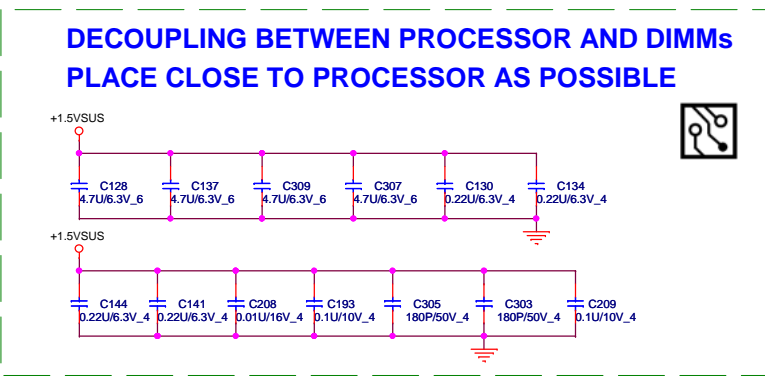 DECOUPLING BETWEEN PROCESSOR AND DIMMs
PLACE CLOSE TO PROCESSOR AS POSSIBLE
+1.5VSUS
C128 C137 C309 C307 C130 C134
4.7U/6.3V_6 4.7U/6.3V_6 4.7U/6.3V_6 4.7U/6.3V_6 0.22U/6.3V_4 0.22U/6.3V_4
+1.5VSUS
C144 C141 C208 C193 C305 C303 C209
0.22U/6.3V_4 0.22U/6.3V_4 0.01U/16V_4 0.1U/10V_4 180P/50V_4 180P/50V_4 0.1U/10V_4